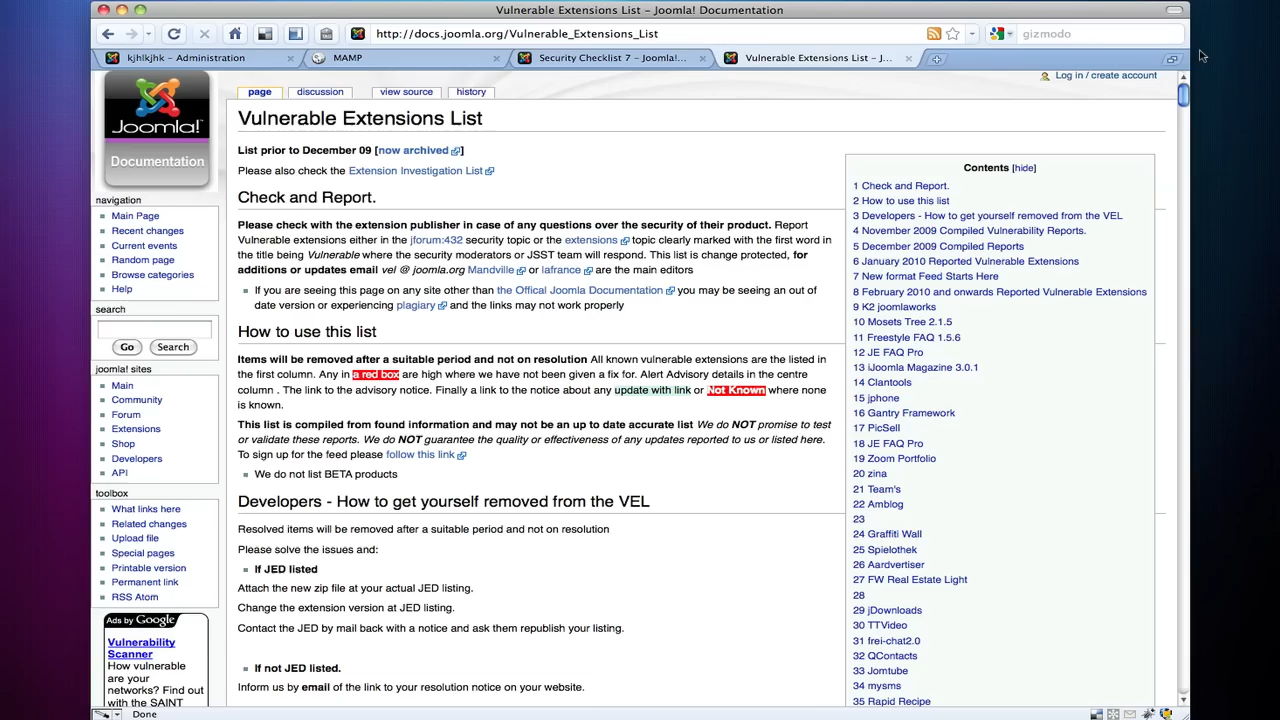 Vulnerable Extensions List – Joomla! Documentation
http://docs.joomla.org/Vulnerable_Extensions_List
gizmodo
kjhlkjhk – Administration
MAMP
Security Checklist 7 – Joomla!...
Vulnerable Extensions List – J...
Log in / create account
Joomla!
Documentation
navigation
Main Page
Recent changes
Current events
Random page
Browse categories
Help
search
Go
Search
joomla! sites
Main
Community
Forum
Extensions
Shop
Developers
API
toolbox
What links here
Related changes
Upload file
Special pages
Printable version
Permanent link
RSS Atom
Ads by Google
Vulnerability
Scanner
How vulnerable
are your
networks? Find out
with the SAINT
page
discussion
view source
history
Vulnerable Extensions List
List prior to December 09 [now archived]
Please also check the Extension Investigation List
Check and Report.
Please check with the extension publisher in case of any questions over the security of their product. Report
Vulnerable extensions either in the jforum:432 security topic or the extensions topic clearly marked with the first word in
the title being Vulnerable where the security moderators or JSST team will respond. This list is change protected, for
additions or updates email vel @ joomla.org Mandville or lafrance are the main editors
If you are seeing this page on any site other than the Offical Joomla Documentation you may be seeing an out of
date version or experiencing plagiary and the links may not work properly
How to use this list
Items will be removed after a suitable period and not on resolution All known vulnerable extensions are the listed in
the first column. Any in a red box are high where we have not been given a fix for. Alert Advisory details in the centre
column . The link to the advisory notice. Finally a link to the notice about any update with link or Not Known where none
is known.
This list is compiled from found information and may not be an up to date accurate list We do NOT promise to test
or validate these reports. We do NOT guarantee the quality or effectiveness of any updates reported to us or listed here.
To sign up for the feed please follow this link
We do not list BETA products
Developers - How to get yourself removed from the VEL
Resolved items will be removed after a suitable period and not on resolution
Please solve the issues and:
If JED listed
Attach the new zip file at your actual JED listing.
Change the extension version at JED listing.
Contact the JED by mail back with a notice and ask them republish your listing.
If not JED listed.
Inform us by email of the link to your resolution notice on your website.
Contents [hide]
1 Check and Report.
2 How to use this list
3 Developers - How to get yourself removed from the VEL
4 November 2009 Compiled Vulnerability Reports.
5 December 2009 Compiled Reports
6 January 2010 Reported Vulnerable Extensions
7 New format Feed Starts Here
8 February 2010 and onwards Reported Vulnerable Extensions
9 K2 joomlaworks
10 Mosets Tree 2.1.5
11 Freestyle FAQ 1.5.6
12 JE FAQ Pro
13 iJoomla Magazine 3.0.1
14 Clantools
15 jphone
16 Gantry Framework
17 PicSell
18 JE FAQ Pro
19 Zoom Portfolio
20 zina
21 Team's
22 Amblog
23
24 Graffiti Wall
25 Spielothek
26 Aardvertiser
27 FW Real Estate Light
28
29 jDownloads
30 TTVideo
31 frei-chat2.0
32 QContacts
33 Jomtube
34 mysms
35 Rapid Recipe
Done